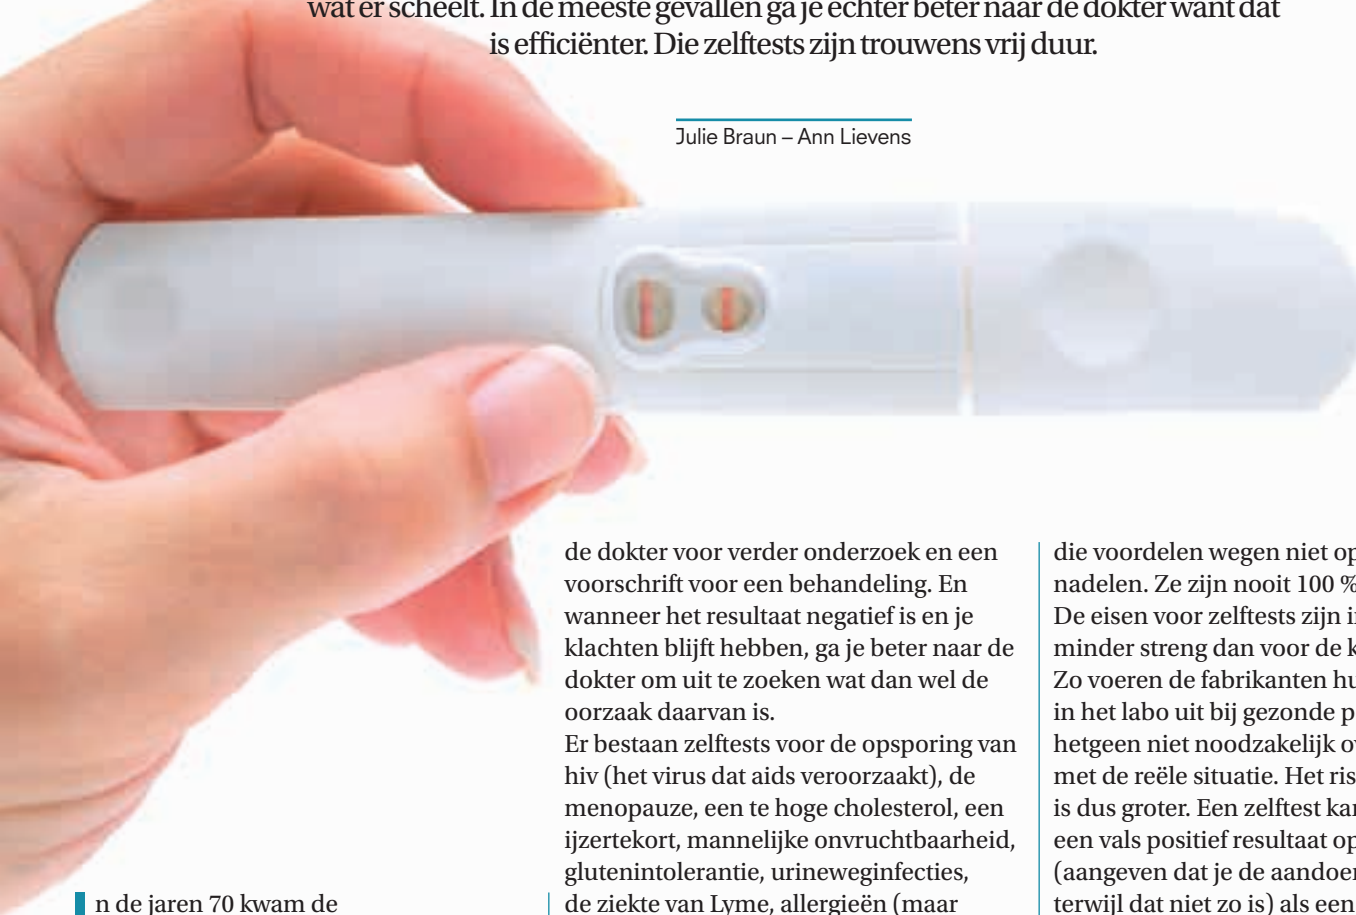 wat er scheelt. In de meeste gevallen ga je echter beter naar de dokter want dat
is efficiënter. Die zelftests zijn trouwens vrij duur.
Julie Braun – Ann Lievens
n de jaren 70 kwam de
de dokter voor verder onderzoek en een
voorschrift voor een behandeling. En
wanneer het resultaat negatief is en je
klachten blijft hebben, ga je beter naar de
dokter om uit te zoeken wat dan wel de
oorzaak daarvan is.
Er bestaan zelftests voor de opsporing van
hiv (het virus dat aids veroorzaakt), de
menopauze, een te hoge cholesterol, een
ijzertekort, mannelijke onvruchtbaarheid,
glutenintolerantie, urineweginfecties,
de ziekte van Lyme, allergieën (maar
die voordelen wegen niet op
nadelen. Ze zijn nooit 100 %
De eisen voor zelftests zijn
minder streng dan voor de
Zo voeren de fabrikanten
in het labo uit bij gezonde
hetgeen niet noodzakelijk
met de reële situatie. Het
is dus groter. Een zelftest
een vals positief resultaat
(aangeven dat je de
terwijl dat niet zo is) als een